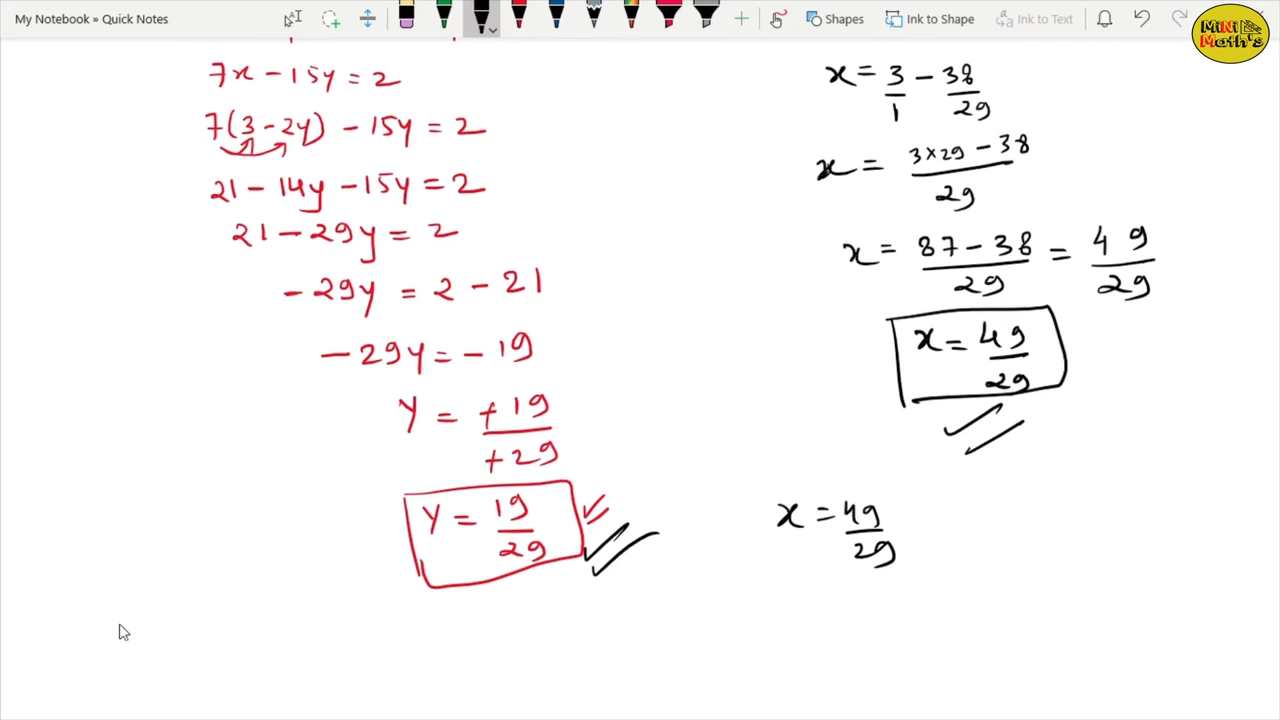 My Notebook » Quick Notes
Shapes
Ink to Shape
Ink to Text
MiNi
Math's
7x - 15y = 2
7(3 - 2y) - 15y = 2
21 - 14y - 15y = 2
21 - 29y = 2
-29y = 2 - 21
-29y = -19
y = +19/+29
y = 19/29
x = 3/1 - 38/29
x = 3×29 - 38/29
x = 87 - 38/29 = 49/29
x = 49/29
x = 49/29